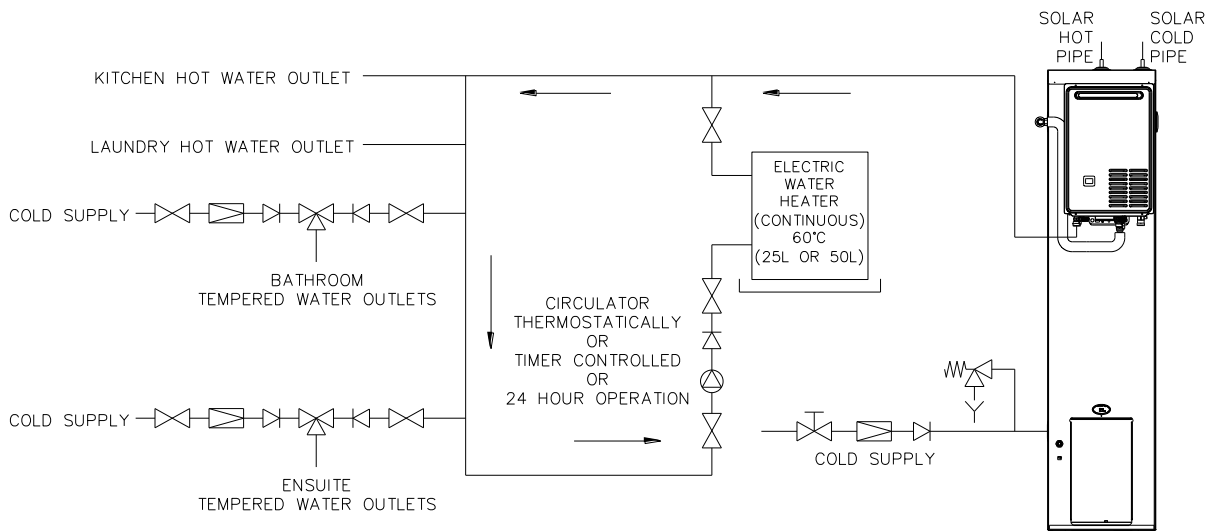 SOLAR
HOT
PIPE
SOLAR
COLD
PIPE
KITCHEN HOT WATER OUTLET
LAUNDRY HOT WATER OUTLET
COLD SUPPLY
BATHROOM
TEMPERED WATER OUTLETS
ELECTRIC
WATER
HEATER
(CONTINUOUS)
60°C
(25L OR 50L)
CIRCULATOR
THERMOSTATICALLY
OR
TIMER CONTROLLED
OR
24 HOUR OPERATION
COLD SUPPLY
ENSUITE
TEMPERED WATER OUTLETS
COLD SUPPLY